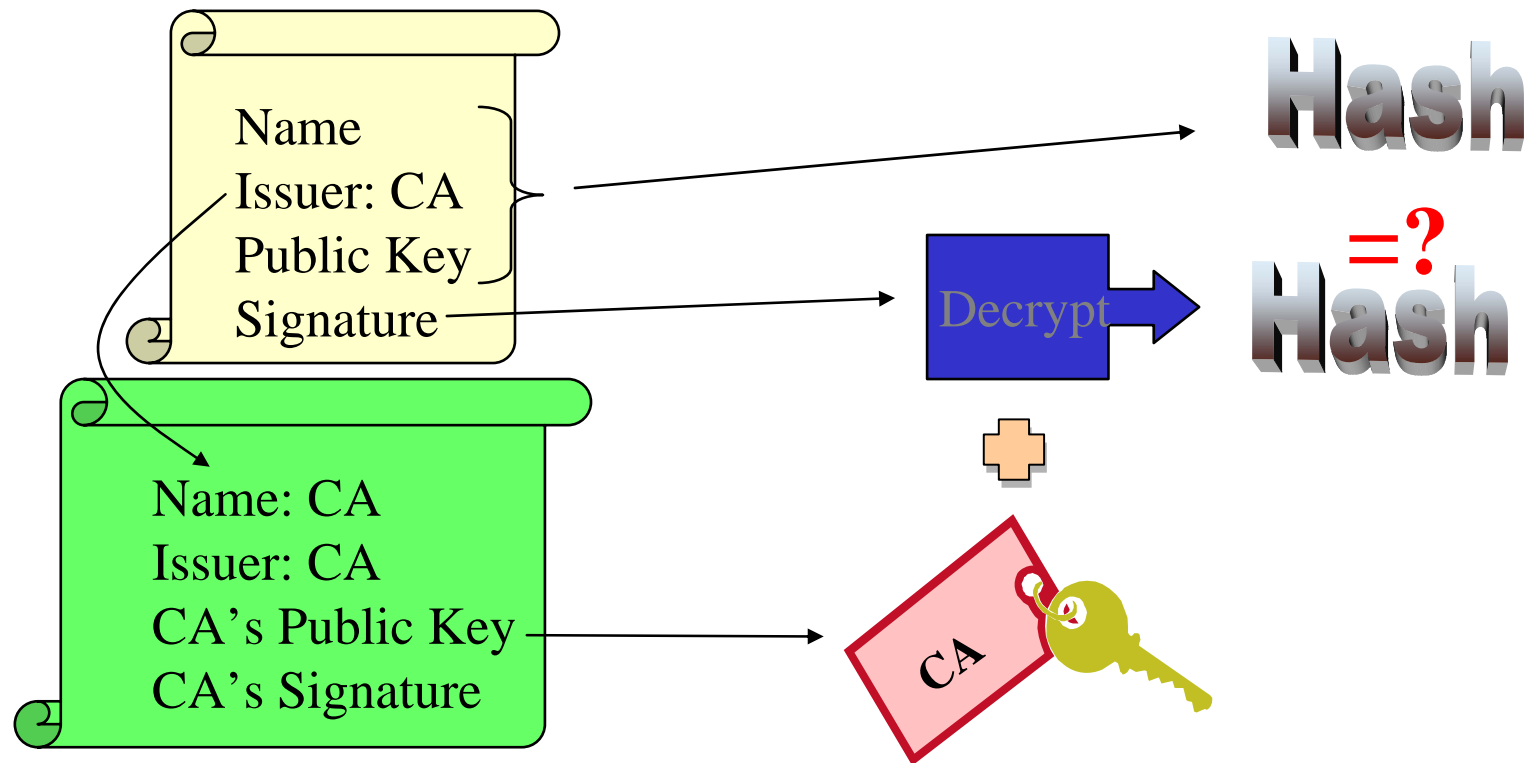 Name
Issuer: CA
Public Key
Signature
Hash
=?
Decrypt
Hash
Name: CA
Issuer: CA
CA’s Public Key
CA’s Signature
CA